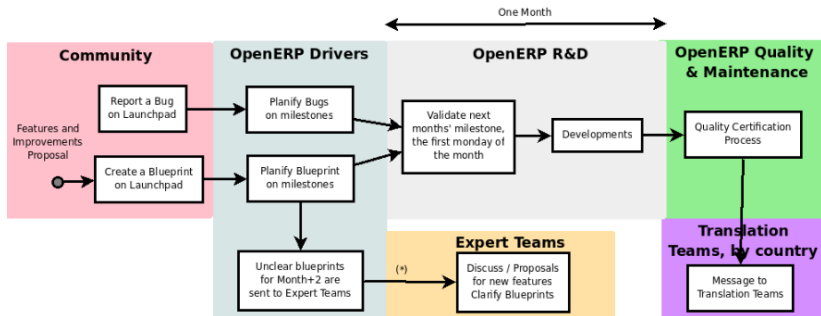 One Month
Community
OpenERP Drivers
OpenERP R&D
OpenERP Quality
& Maintenance
Report a Bug
on Launchpad
Planify Bugs
on milestones
Validate next
months' milestone,
the first monday of
the month
Developments
Quality Certification
Process
Features and
Improvements
Proposal
Create a Blueprint
on Launchpad
Planify Blueprint
on milestones
Unclear blueprints
for Month+2 are
sent to Expert Teams
(*)
Expert Teams
Discuss / Proposals
for new features
Clarify Blueprints
Translation
Teams, by country
Message to
Translation Teams